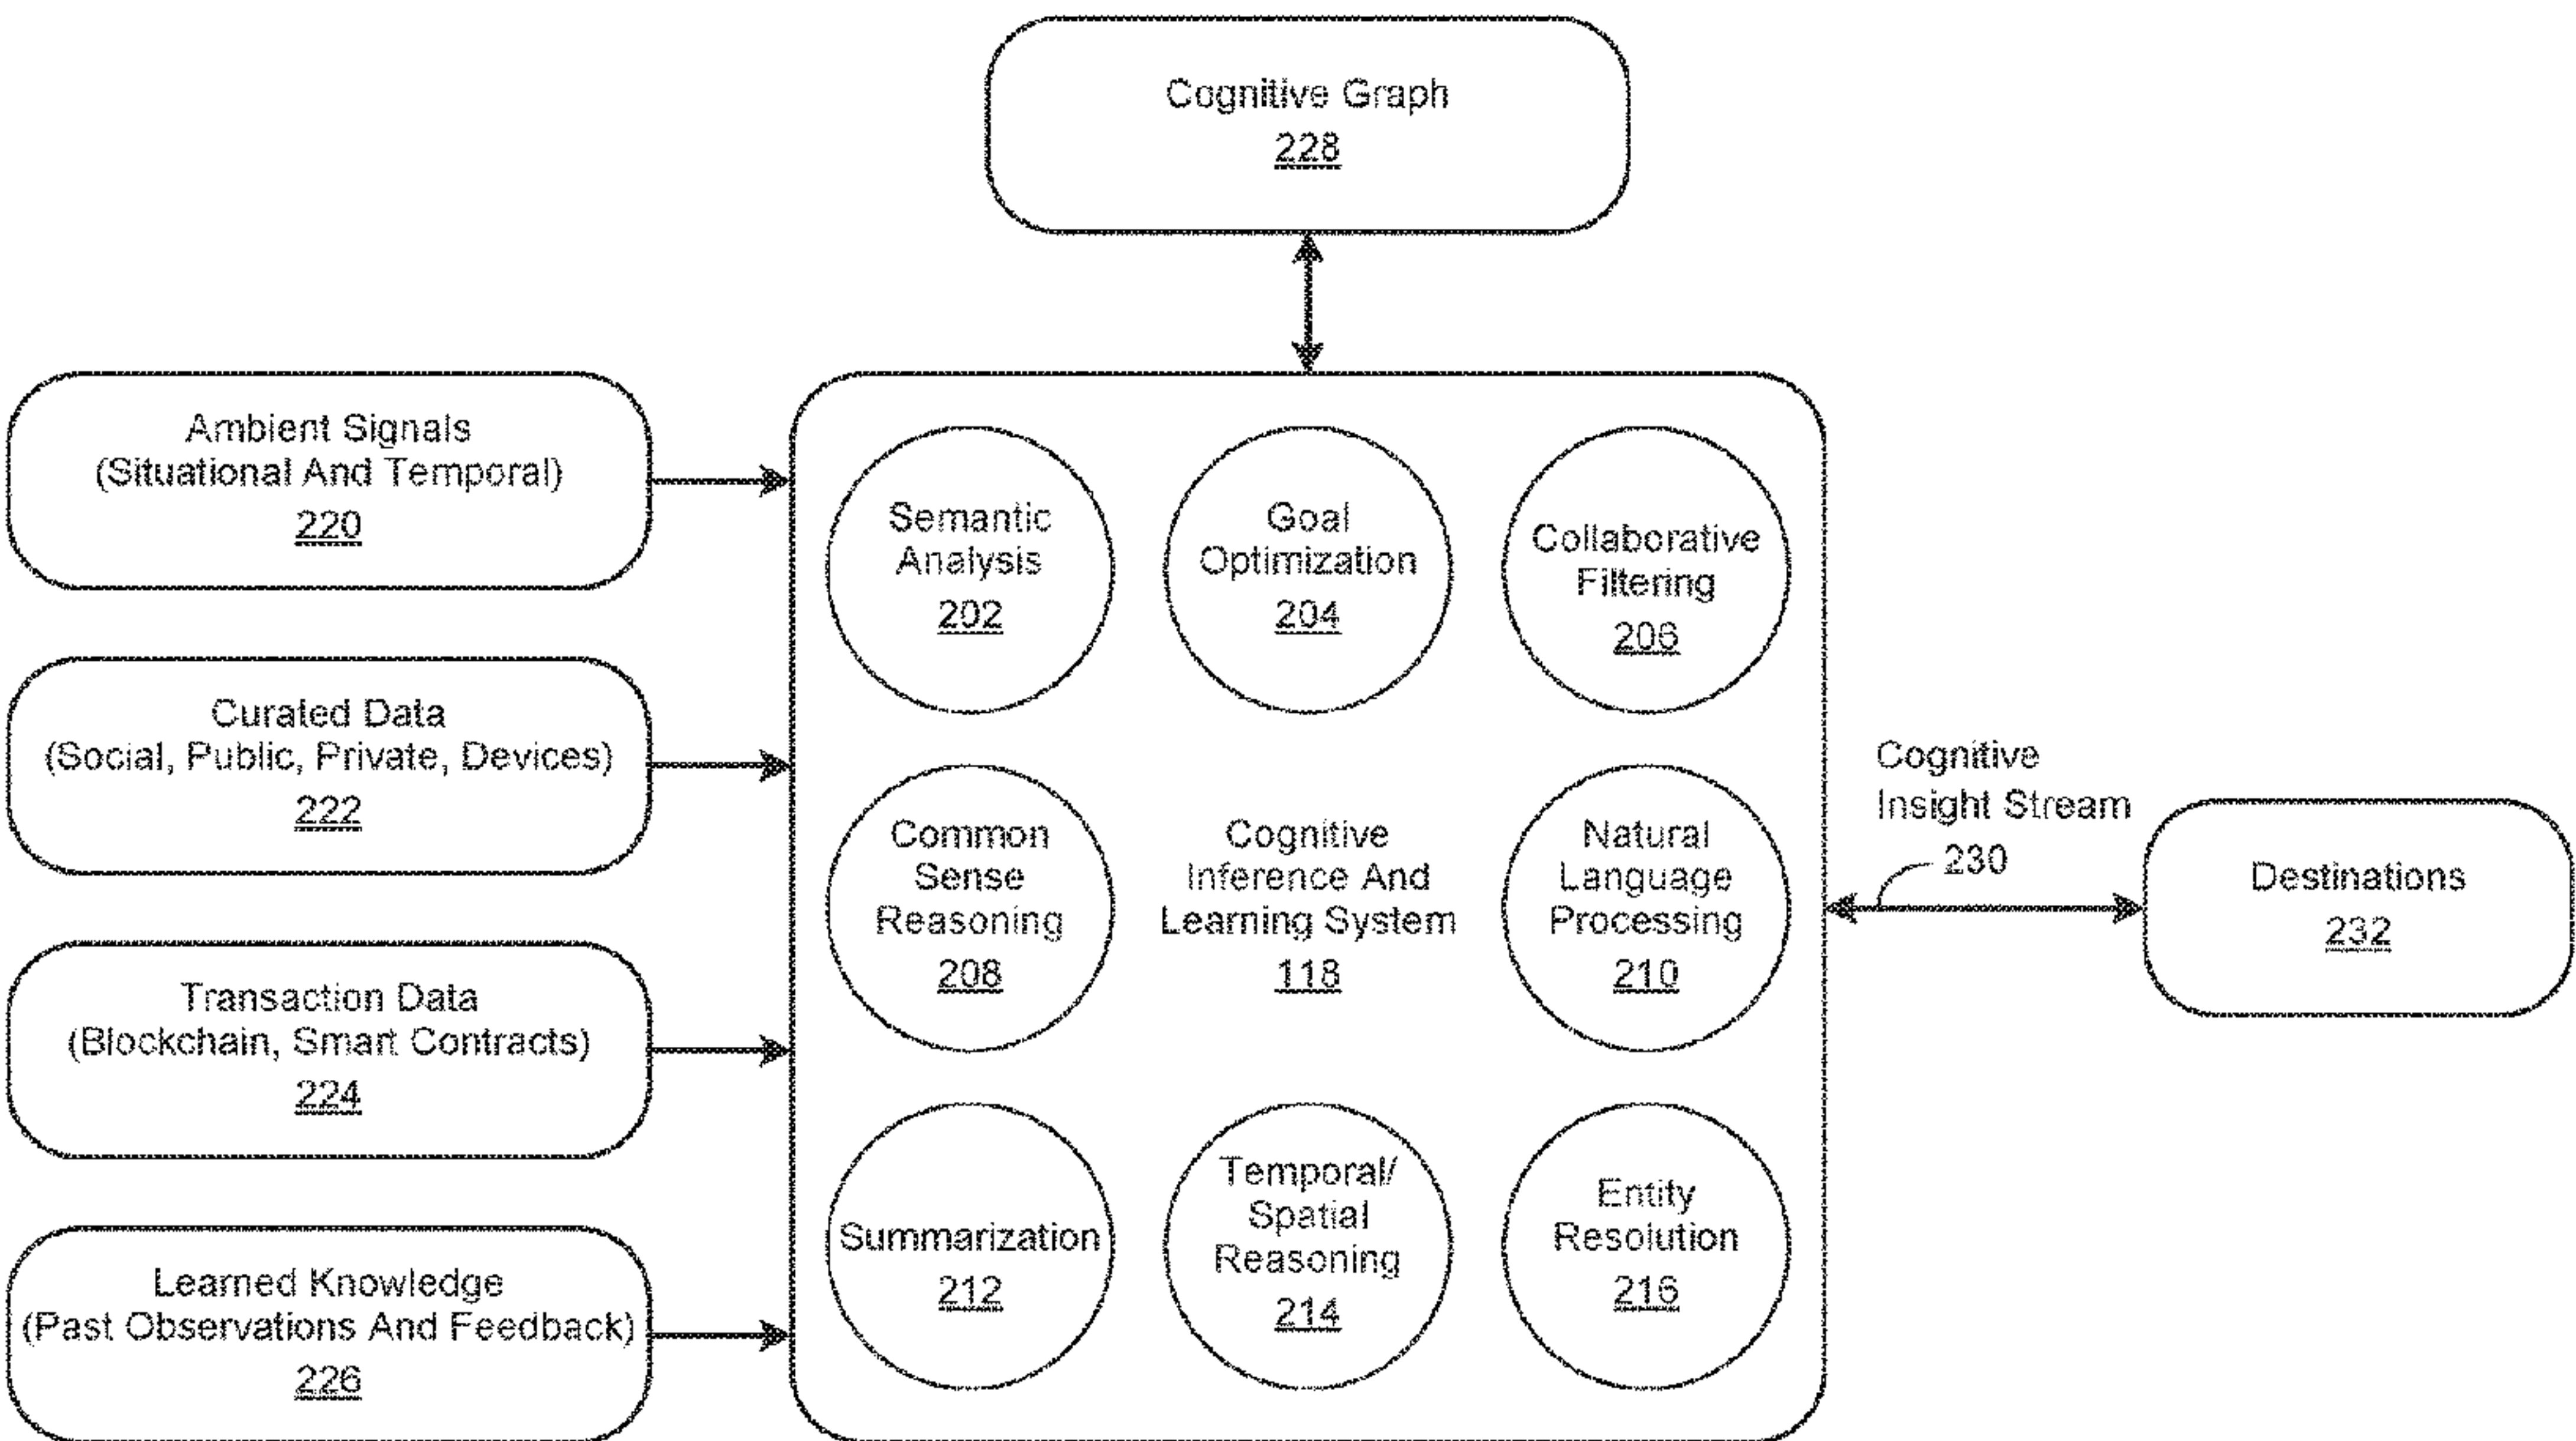 Cognitive Graph
228
Ambient Signals
(Situational And Temporal)
220
Curated Data
(Social, Public, Private, Devices)
222
Transaction Data
(Blockchain, Smart Contracts)
224
Learned Knowledge
(Past Observations And Feedback)
226
Semantic
Analysis
202
Goal
Optimization
204
Collaborative
Filtering
206
Common
Sense
Reasoning
208
Cognitive
Inference And
Learning System
118
Natural
Language
Processing
210
Summarization
212
Temporal/
Spatial
Reasoning
214
Entity
Resolution
216
Cognitive
Insight Stream
230
Destinations
232